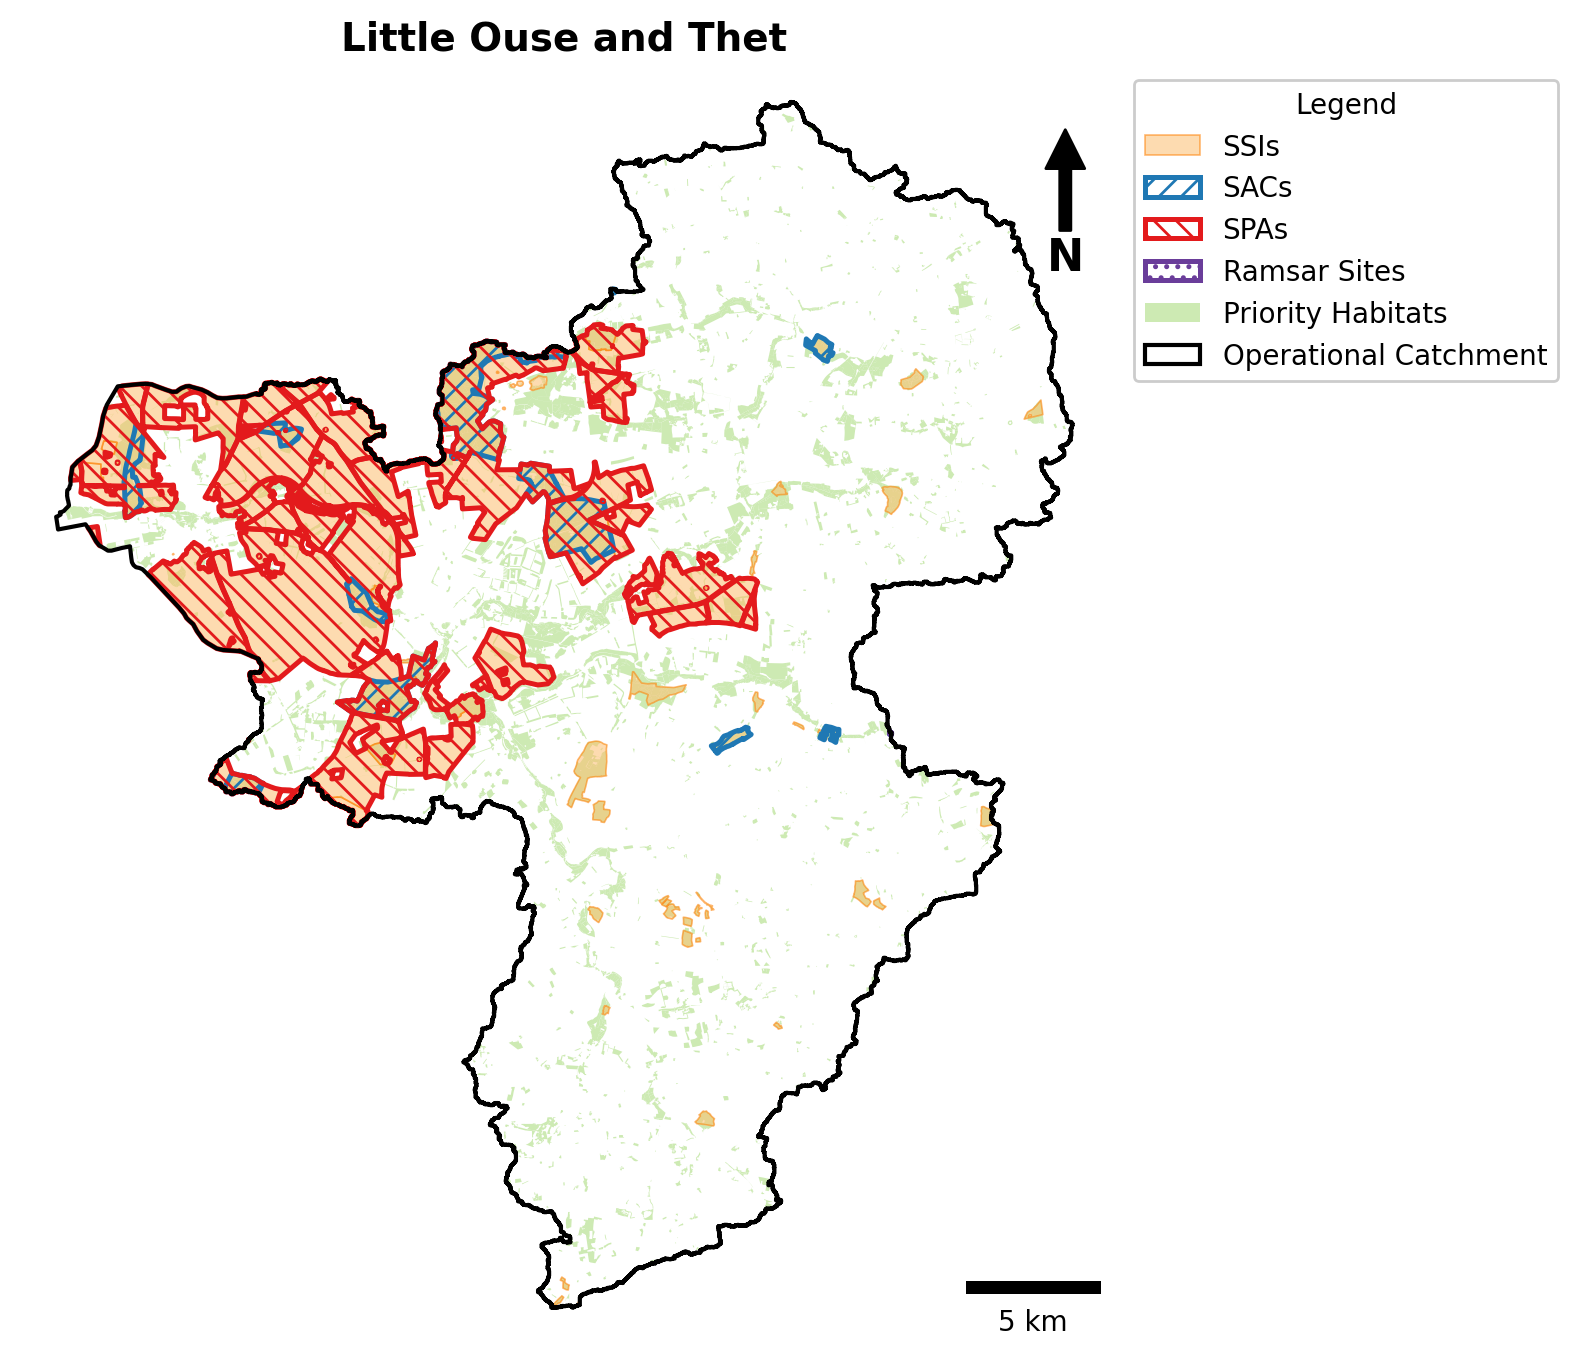 Little Ouse and Thet
Legend
SSIs
SACs
SPAs
Ramsar Sites
Priority Habitats
Operational Catchment
N
5 km